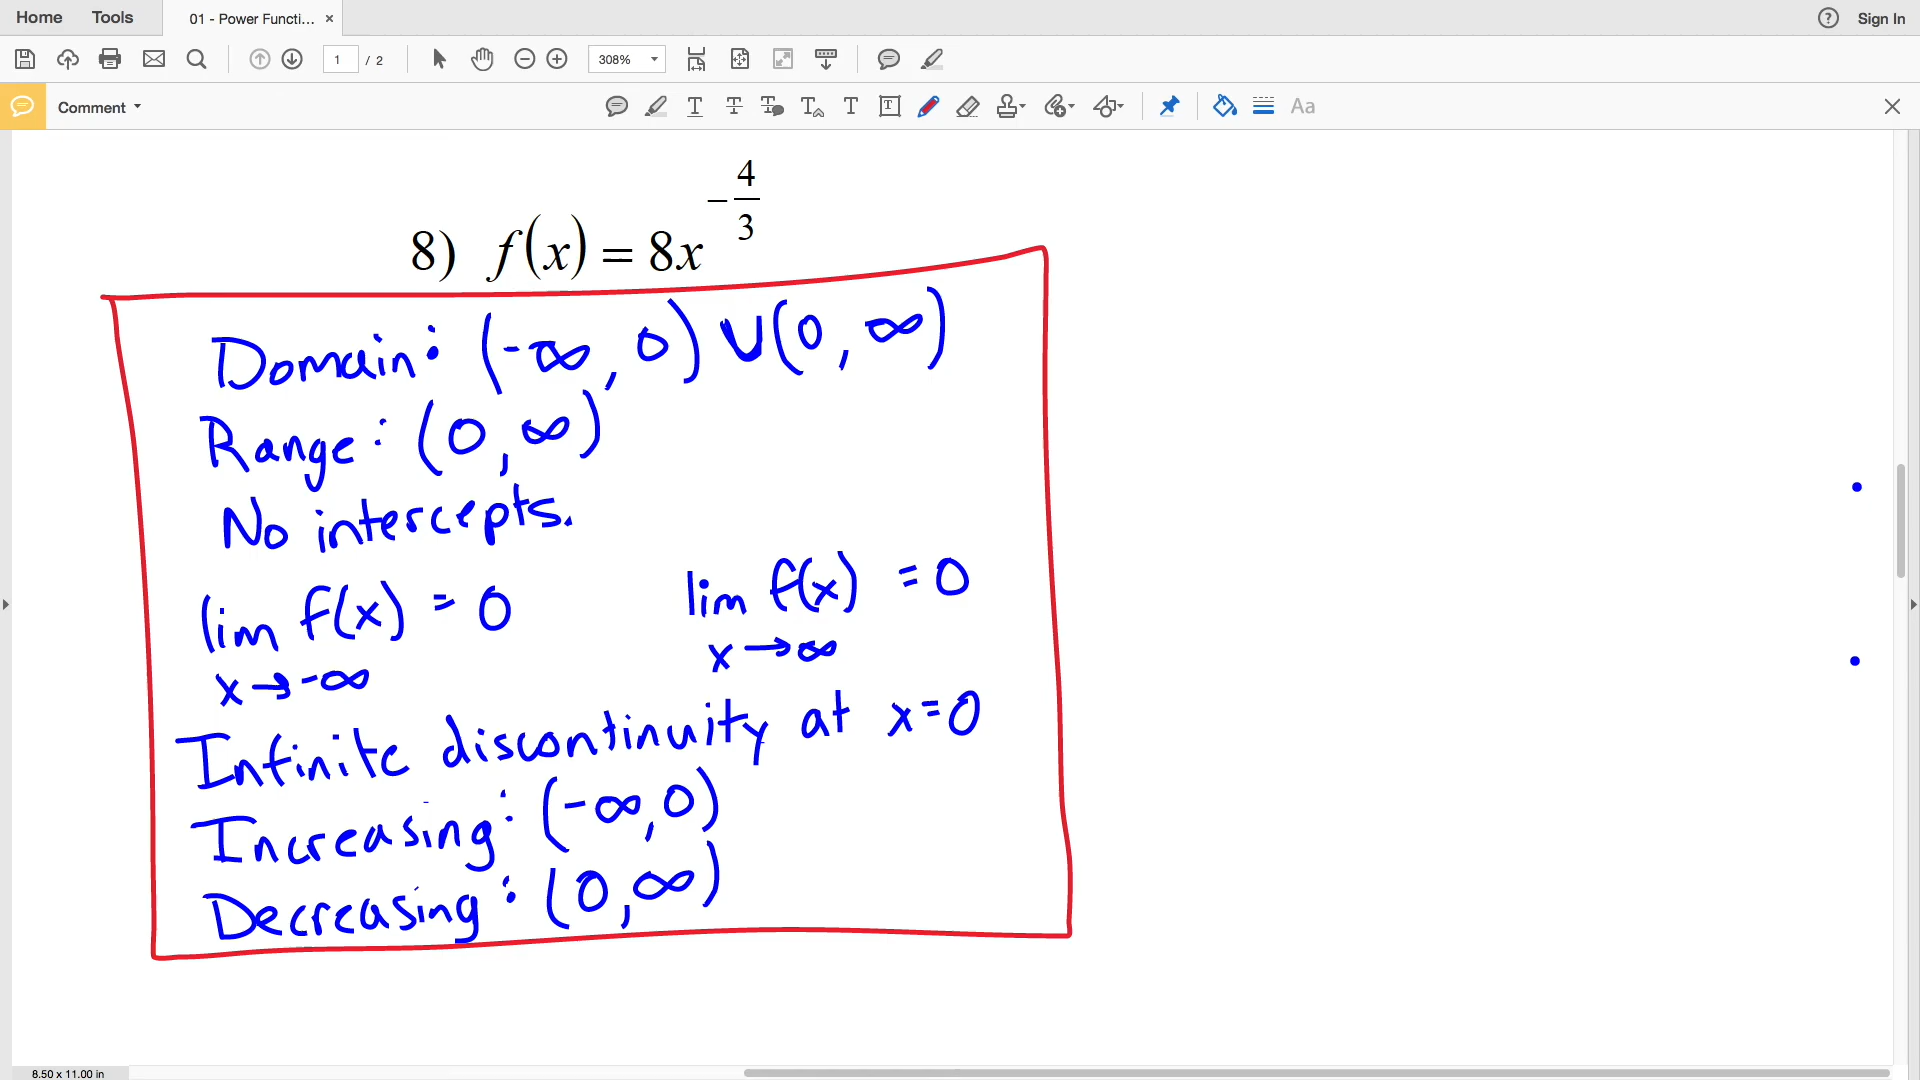 Home Tools 01 - Power Functi... × ? Sign In
1 / 2 308%
Comment T T T T T T Aa
8) f(x) = 8x^(-4/3)
Domain: (-∞, 0) ∪ (0, ∞)
Range: (0, ∞)
No intercepts.
lim f(x) = 0 lim f(x) = 0
x→-∞ x→∞
Infinite discontinuity at x=0
Increasing: (-∞,0)
Decreasing: (0,∞)
8.50 x 11.00 in